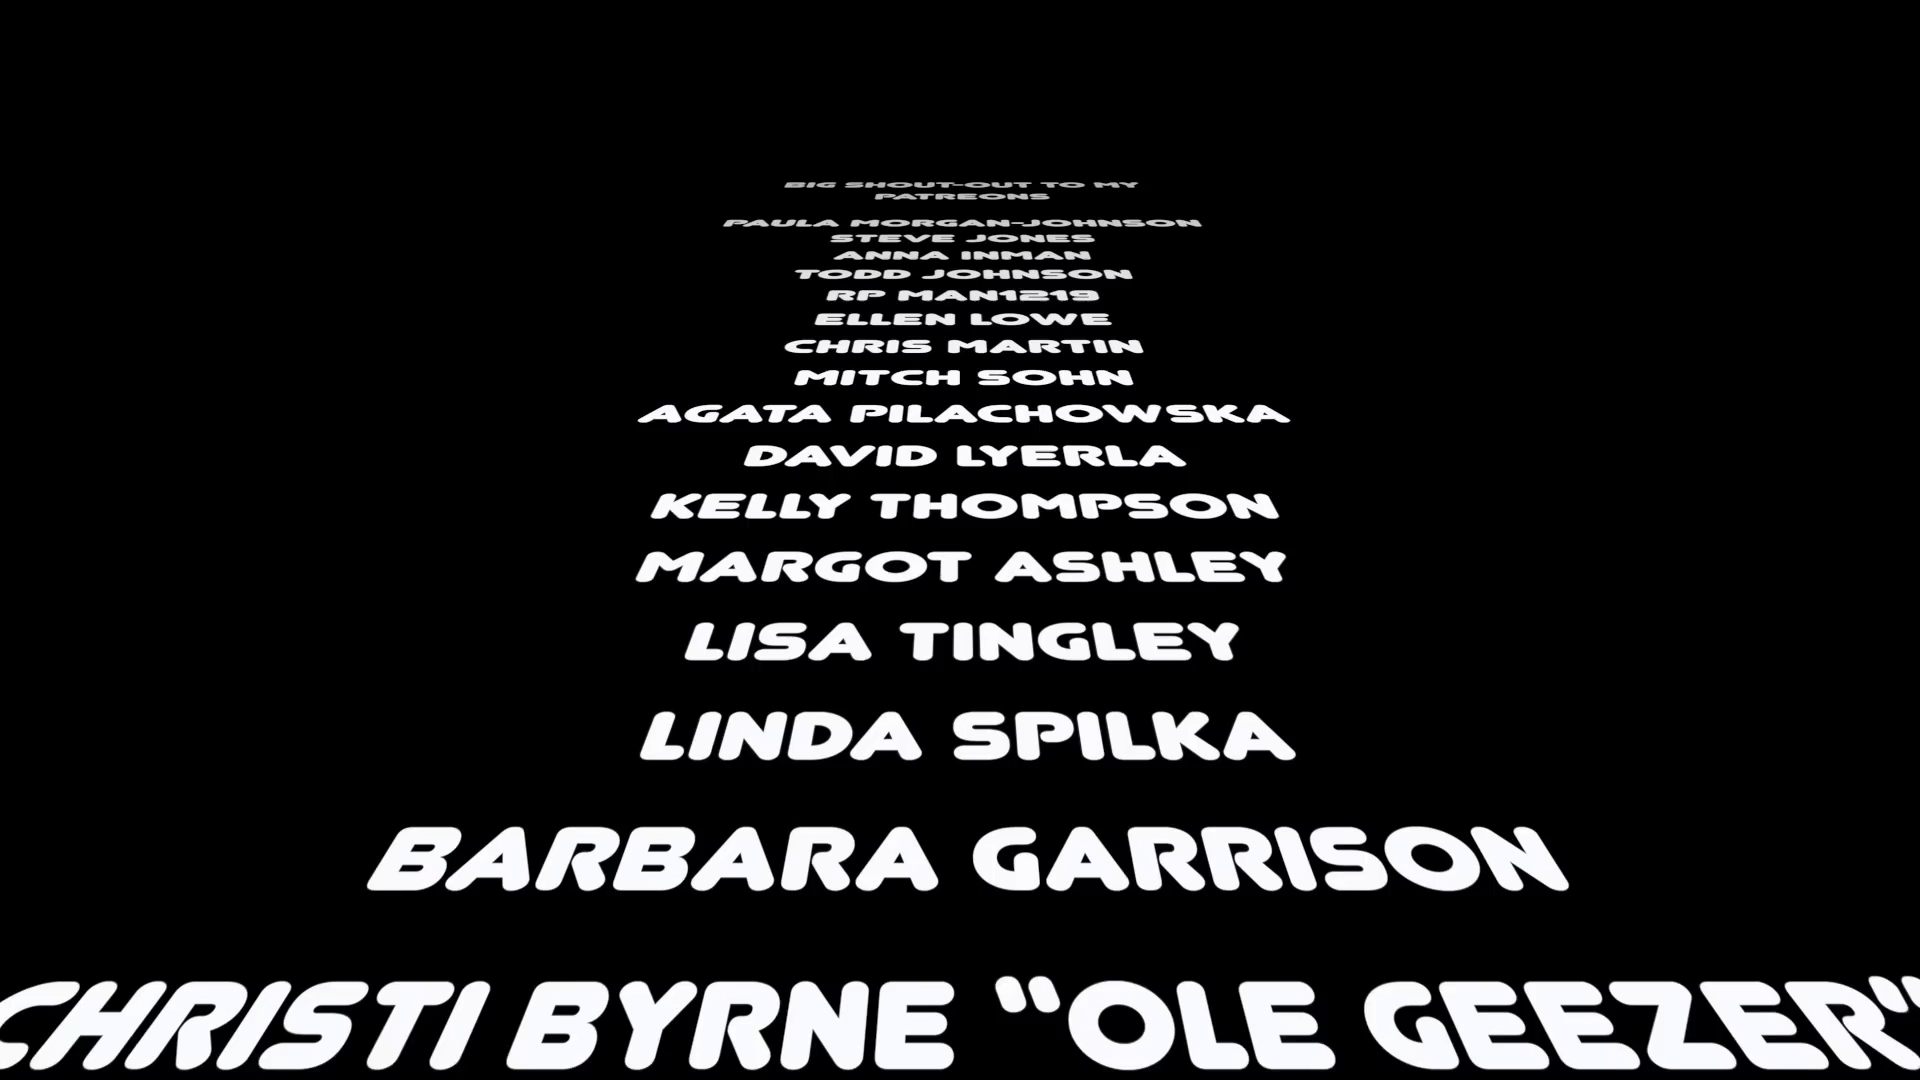 BIG SHOUT-OUT TO MY
PATREONS
PAULA MORGAN-JOHNSON
STEVE JONES
ANNA INMAN
TODD JOHNSON
RP MAN1219
ELLEN LOWE
CHRIS MARTIN
MITCH SOHN
AGATA PILACHOWSKA
DAVID LYERLA
KELLY THOMPSON
MARGOT ASHLEY
LISA TINGLEY
LINDA SPILKA
BARBARA GARRISON
CHRISTI BYRNE “OLE GEEZER”